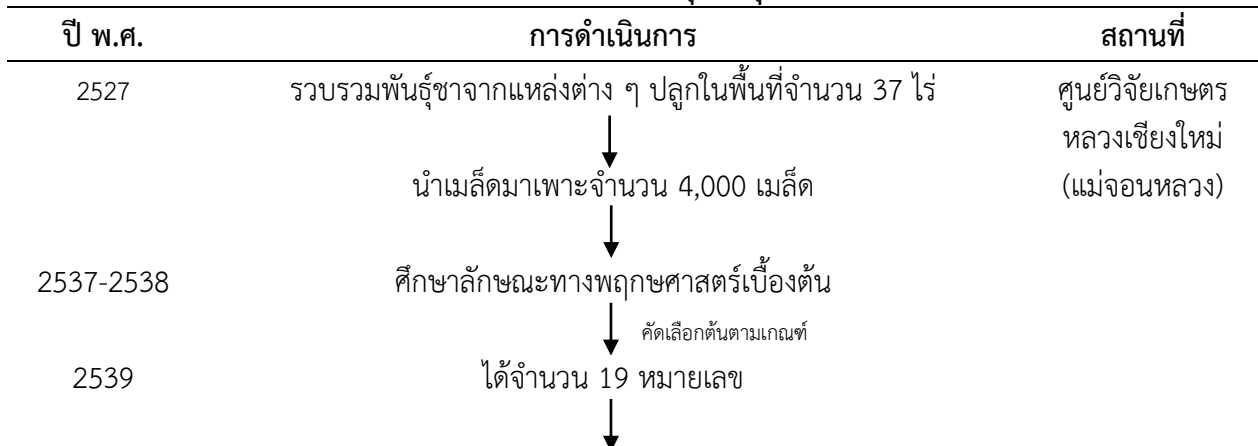 ปี พ.ศ. การดำเนินการ สถานที่
2527 รวบรวมพันธุ์ชาจากแหล่งต่าง ๆ ปลูกในพื้นที่จำนวน 37 ไร่ ศูนย์วิจัยเกษตร
หลวงเชียงใหม่
นำเมล็ดมาเพาะจำนวน 4,000 เมล็ด (แม่จอนหลวง)
2537-2538 ศึกษาลักษณะทางพฤกษศาสตร์เบื้องต้น
คัดเลือกต้นตามเกณฑ์
2539 ได้จำนวน 19 หมายเลข